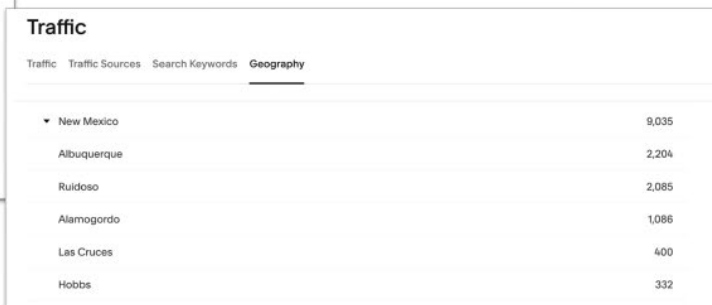 Traffic
Traffic Traffic Sources Search Keywords Geography
New Mexico 9,035
Albuquerque 2,204
Ruidoso 2,085
Alamogordo 1,086
Las Cruces 400
Hobbs 332